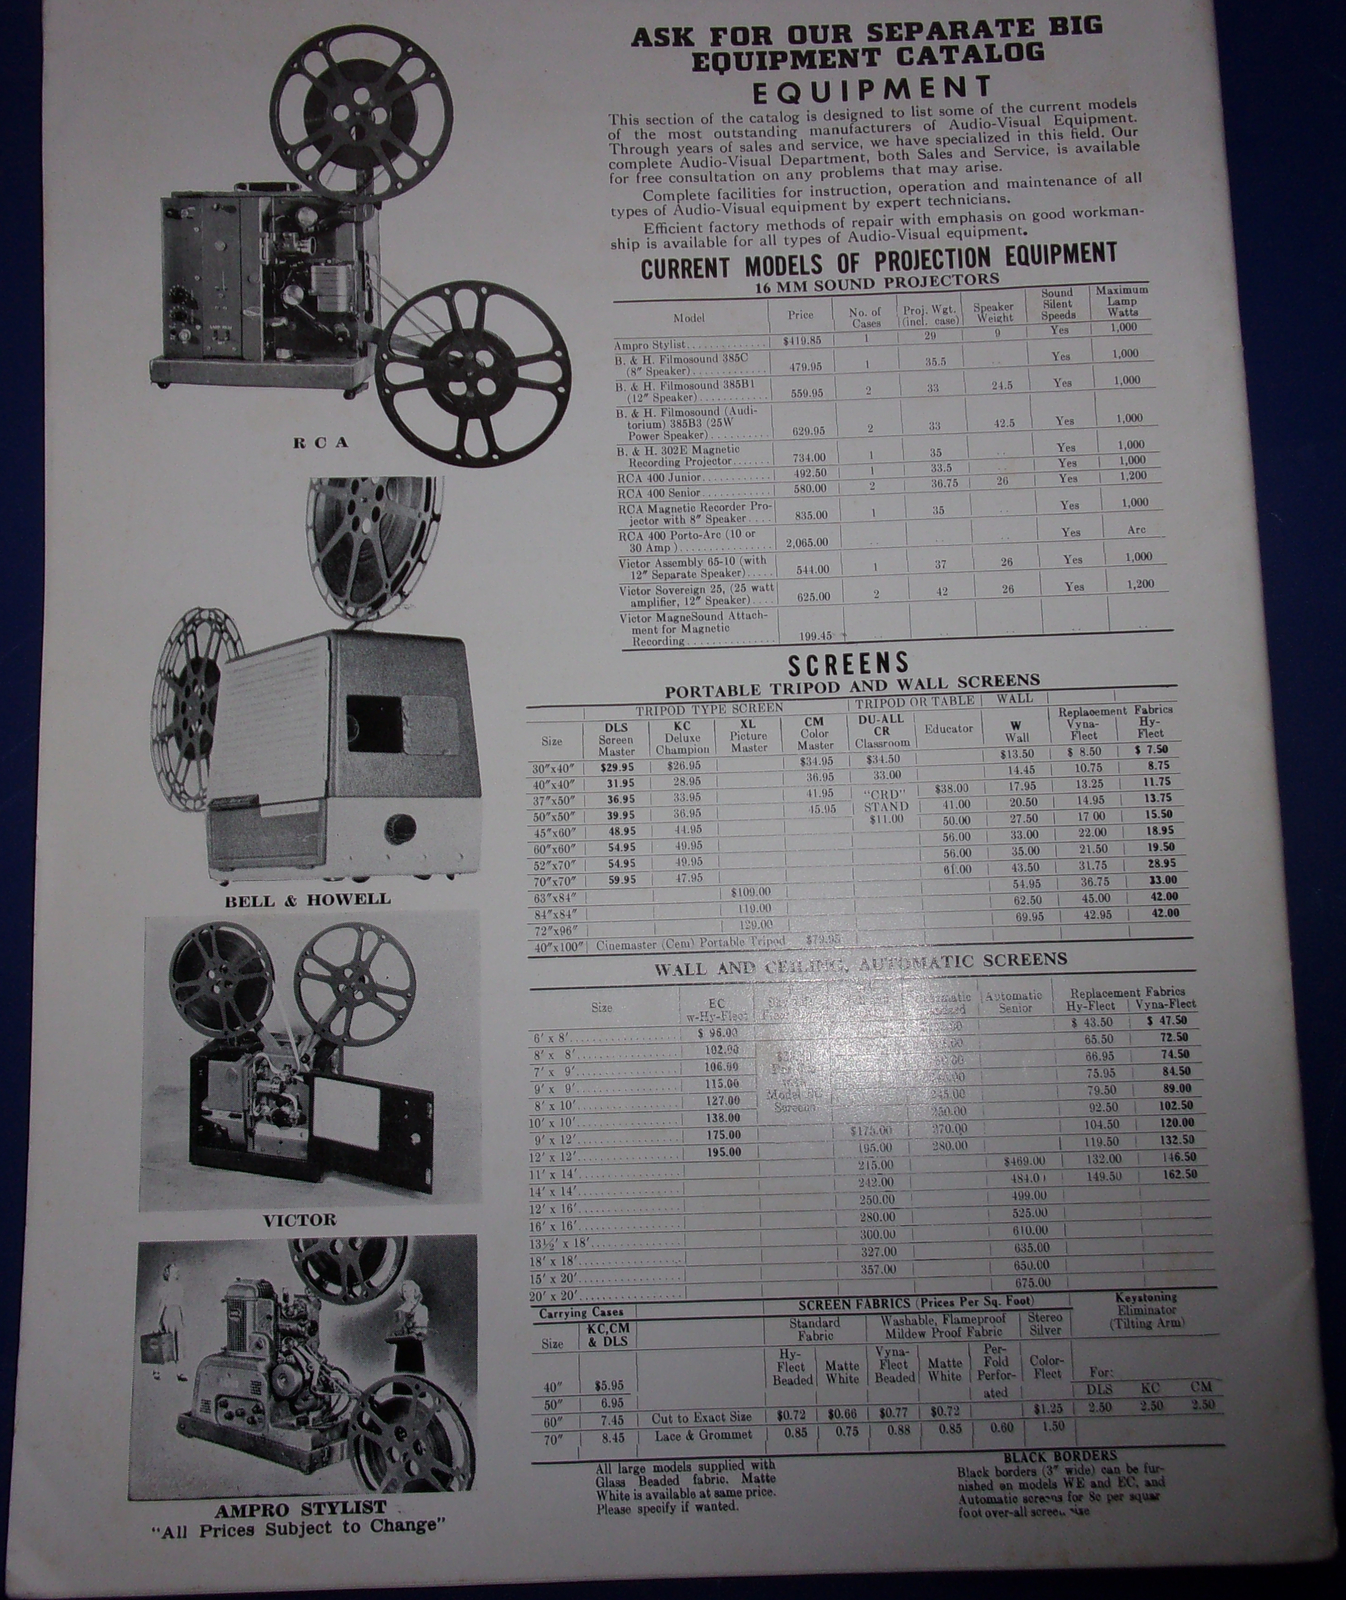 ASK FOR OUR SEPARATE BIG
EQUIPMENT CATALOG
EQUIPMENT
This section of the catalog is designed to list some of the current models
of the most outstanding manufacturers of Audio-Visual Equipment.
Through years of sales and service, we have specialized in this field. Our
complete Audio-Visual Department, both Sales and Service, is available
for free consultation on any problems that may arise.
Complete facilities for instruction, operation and maintenance of all
types of Audio-Visual equipment by expert technicians.
Efficient factory methods of repair with emphasis on good workman-
ship is available for all types of Audio-Visual equipment.
CURRENT MODELS OF PROJECTION EQUIPMENT
16 MM SOUND PROJECTORS
Model Price No. of Cases Proj. Wgt. (incl. case) Speaker Weight Sound Silent Speeds Maximum Lamp Watts
Ampro Stylist $419.85 1 29 9 Yes 1,000
B. & H. Filmosound 385C
(8" Speaker) 479.95 1 35.5 Yes 1,000
B. & H. Filmosound 385B1
(12" Speaker) 559.95 2 33 24.5 Yes 1,000
B. & H. Filmosound (Audi-
torium) 385B3 (25W
Power Speaker) 629.95 2 33 42.5 Yes 1,000
B. & H. 302E Magnetic
Recording Projector 734.00 1 35 Yes 1,000
RCA 400 Junior 492.50 1 33.5 Yes 1,000
RCA 400 Senior 580.00 2 36.75 26 Yes 1,200
RCA Magnetic Recorder Pro-
jector with 8" Speaker 835.00 1 35 Yes 1,000
RCA 400 Porto-Arc (10 or
30 Amp) 2,065.00 Yes Arc
Victor Assembly 65-10 (with
12" Separate Speaker) 544.00 1 37 26 Yes 1,000
Victor Sovereign 25, (25 watt
amplifier, 12" Speaker) 625.00 2 42 26 Yes 1,200
Victor MagneSound Attach-
ment for Magnetic
Recording 199.45
RCA
BELL & HOWELL
VICTOR
AMPRO STYLIST
"All Prices Subject to Change"
SCREENS
PORTABLE TRIPOD AND WALL SCREENS
TRIPOD TYPE SCREEN TRIPOD OR TABLE WALL Replacement Fabrics
Size DLS Screen Master KC Deluxe Champion XL Picture Master CM Color Master DU-ALL CR Classroom Educator W Wall Vyna-Flect Hy-Flect
30"x40" $29.95 $26.95 $34.95 $34.50 $13.50 $ 8.50 $ 7.50
40"x40" 31.95 28.95 36.95 33.00 14.45 10.75 8.75
37"x50" 36.95 33.95 41.95 "CRD" $38.00 17.95 13.25 11.75
50"x50" 39.95 36.95 45.95 STAND 41.00 20.50 14.95 13.75
45"x60" 48.95 44.95 $11.00 50.00 27.50 17 00 15.50
60"x60" 54.95 49.95 56.00 33.00 22.00 18.95
52"x70" 54.95 49.95 56.00 35.00 21.50 19.50
70"x70" 59.95 47.95 61.00 43.50 31.75 28.95
63"x84" $109.00 54.95 36.75 33.00
84"x84" 119.00 62.50 45.00 42.00
72"x96" 129.00 69.95 42.95 42.00
40"x100" Cinemaster (Cem) Portable Tripod $79.95
WALL AND CEILING, AUTOMATIC SCREENS
Size EC w-Hy-Flect Automatic Senior Replacement Fabrics Hy-Flect Vyna-Flect
6' x 8' $ 96.00 $ 43.50 $ 47.50
8' x 8' 102.00 65.50 72.50
7' x 9' 106.00 66.95 74.50
9' x 9' 115.00 75.95 84.50
8' x 10' 127.00 245.00 79.50 89.00
10' x 10' 138.00 250.00 92.50 102.50
9' x 12' 175.00 $175.00 270.00 104.50 120.00
12' x 12' 195.00 195.00 280.00 119.50 132.50
11' x 14' 215.00 $469.00 132.00 146.50
14' x 14' 242.00 484.0 149.50 162.50
12' x 16' 250.00 499.00
16' x 16' 280.00 525.00
13½' x 18' 300.00 610.00
18' x 18' 327.00 635.00
15' x 20' 357.00 650.00
20' x 20' 675.00
Model EC
Screens
Carrying Cases
Size KC,CM & DLS
40" $5.95
50" 6.95
60" 7.45
70" 8.45
SCREEN FABRICS (Prices Per Sq. Foot)
Standard Fabric Washable, Flameproof Mildew Proof Fabric Stereo Silver
Hy-Flect Beaded Matte White Vyna-Flect Beaded Matte White Per-Fold Perfor-ated Color-Flect
Cut to Exact Size $0.72 $0.66 $0.77 $0.72 $1.25
Lace & Grommet 0.85 0.75 0.88 0.85 0.60 1.50
Keystoning
Eliminator
(Tilting Arm)
For:
DLS KC CM
2.50 2.50 2.50
All large models supplied with
Glass Beaded fabric. Matte
White is available at same price.
Please specify if wanted.
BLACK BORDERS
Black borders (3" wide) can be fur-
nished on models WE and EC, and
Automatic screens for 8c per squar
foot over-all screen size